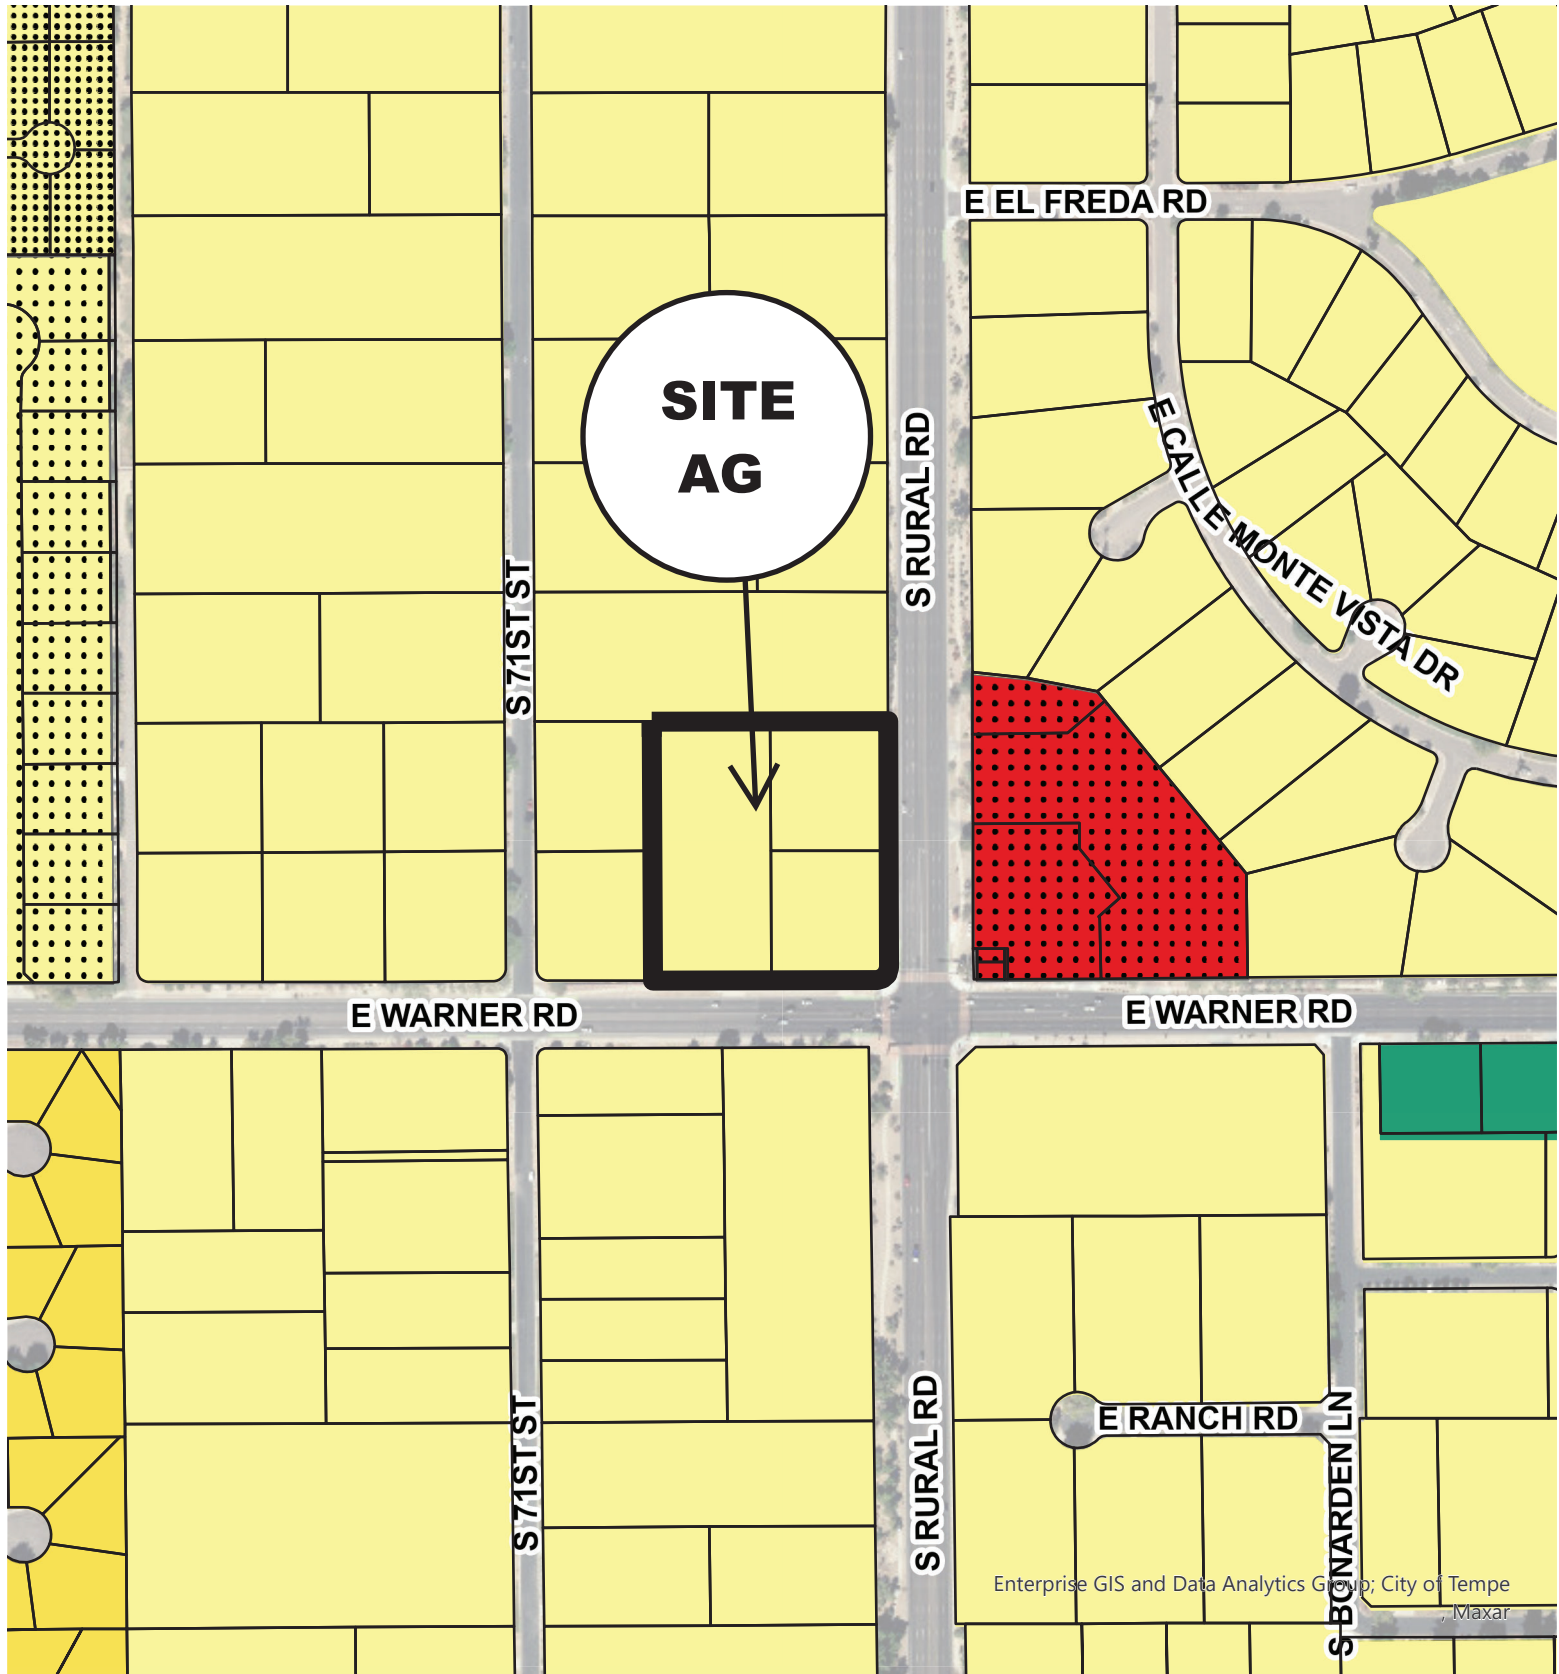 E EL FREDA RD
SITE
AG
S RURAL RD
E CALLE MONTE VISTA DR
S 71ST ST
E WARNER RD
E WARNER RD
S RURAL RD
E RANCH RD
S 71ST ST
S BONARDEN LN
Enterprise GIS and Data Analytics Group; City of Tempe
, Maxar